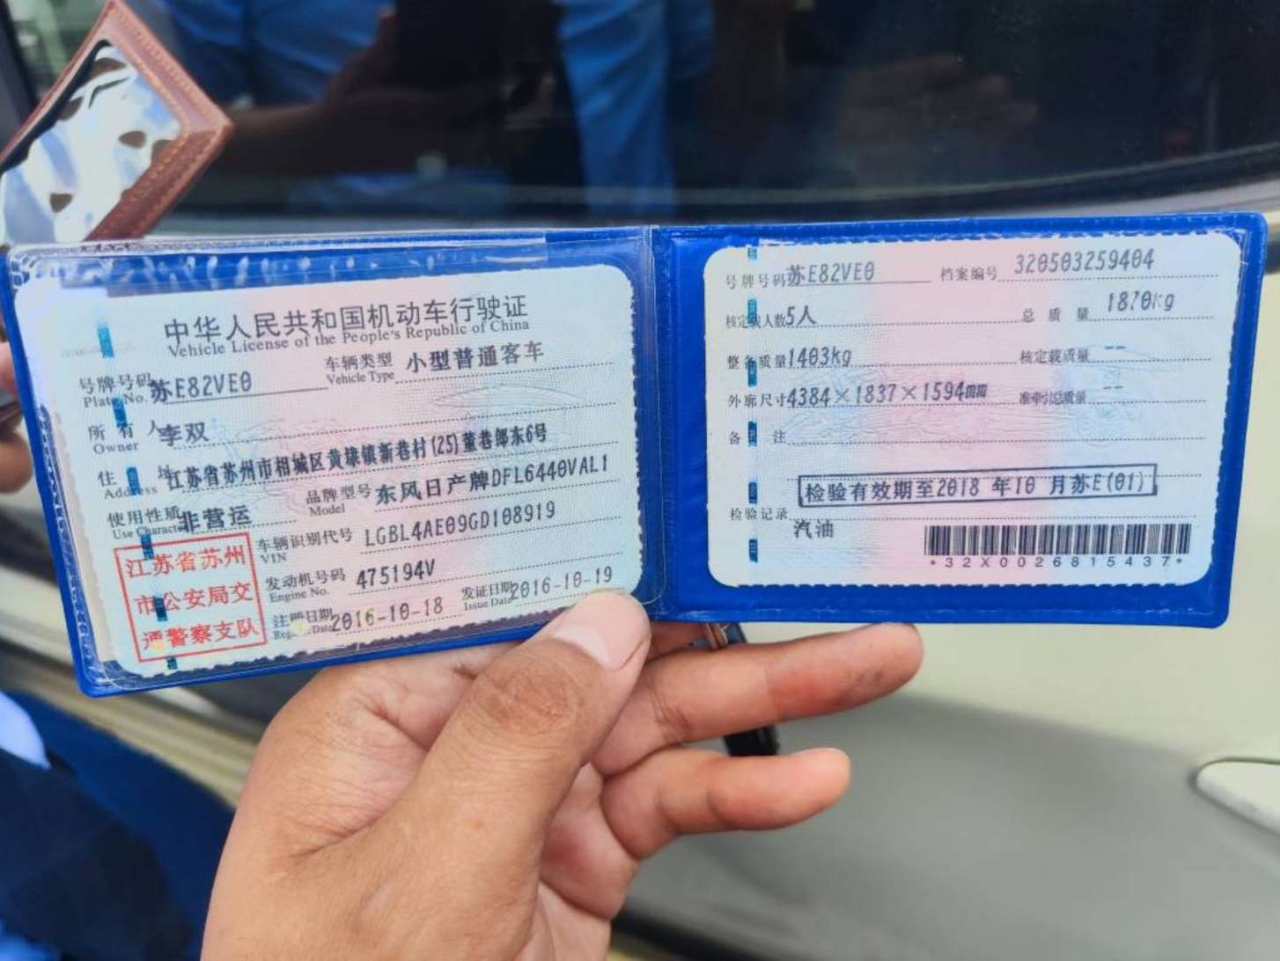 中华人民共和国机动车行驶证
Vehicle License of the People's Republic of China
号牌号码 苏E82VE0 车辆类型 小型普通客车
Plate No. Vehicle Type
所有人 李双
Owner
住址 江苏省苏州市相城区黄埭镇新巷村(25)董巷郎东6号
Address
使用性质 非营运 品牌型号 东风日产牌DFL6440VAL1
Use Character Model
江苏省苏州
市公安局交
通警察支队
车辆识别代号 LGBL4AE09GD108919
VIN
发动机号码 475194V
Engine No.
注册日期 2016-10-18 发证日期 2016-10-19
Register Date Issue Date
号牌号码 苏E82VE0 档案编号 320503259404
核定载人数 5人 总质量 1870kg
整备质量 1403kg 核定载质量 --
外廓尺寸 4384×1837×1594mm 准牵引总质量 --
备注
检验有效期至2018 年10 月苏E(01)
检验记录
汽油
*32X0026815437*